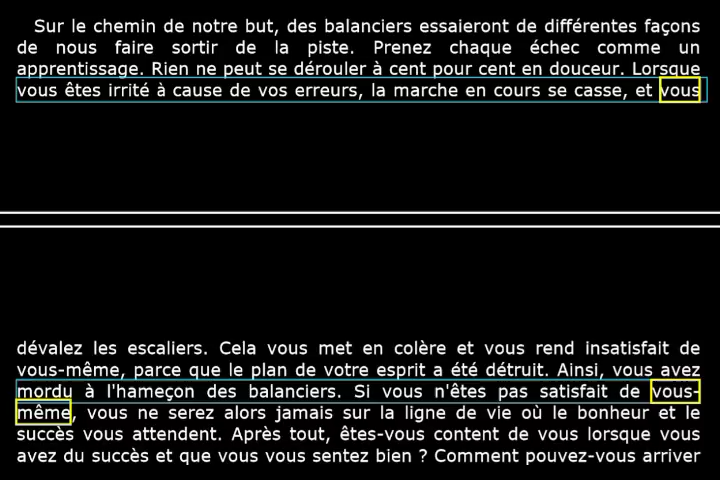 Sur le chemin de notre but, des balanciers essaieront de différentes façons
de nous faire sortir de la piste. Prenez chaque échec comme un
apprentissage. Rien ne peut se dérouler à cent pour cent en douceur. Lorsque
vous êtes irrité à cause de vos erreurs, la marche en cours se casse, et vous
dévalez les escaliers. Cela vous met en colère et vous rend insatisfait de
vous-même, parce que le plan de votre esprit a été détruit. Ainsi, vous avez
mordu à l'hameçon des balanciers. Si vous n'êtes pas satisfait de vous-
même, vous ne serez alors jamais sur la ligne de vie où le bonheur et le
succès vous attendent. Après tout, êtes-vous content de vous lorsque vous
avez du succès et que vous vous sentez bien ? Comment pouvez-vous arriver